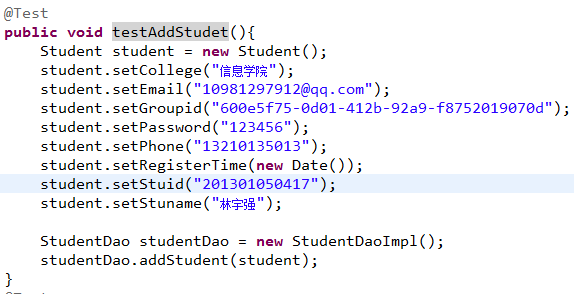 @Test
public void testAddStudet(){
Student student = new Student();
student.setCollege("信息学院");
student.setEmail("10981297912@qq.com");
student.setGroupid("600e5f75-0d01-412b-92a9-f8752019070d");
student.setPassword("123456");
student.setPhone("13210135013");
student.setRegisterTime(new Date());
student.setStuid("201301050417");
student.setStuname("林宇强");
StudentDao studentDao = new StudentDaoImpl();
studentDao.addStudent(student);
}